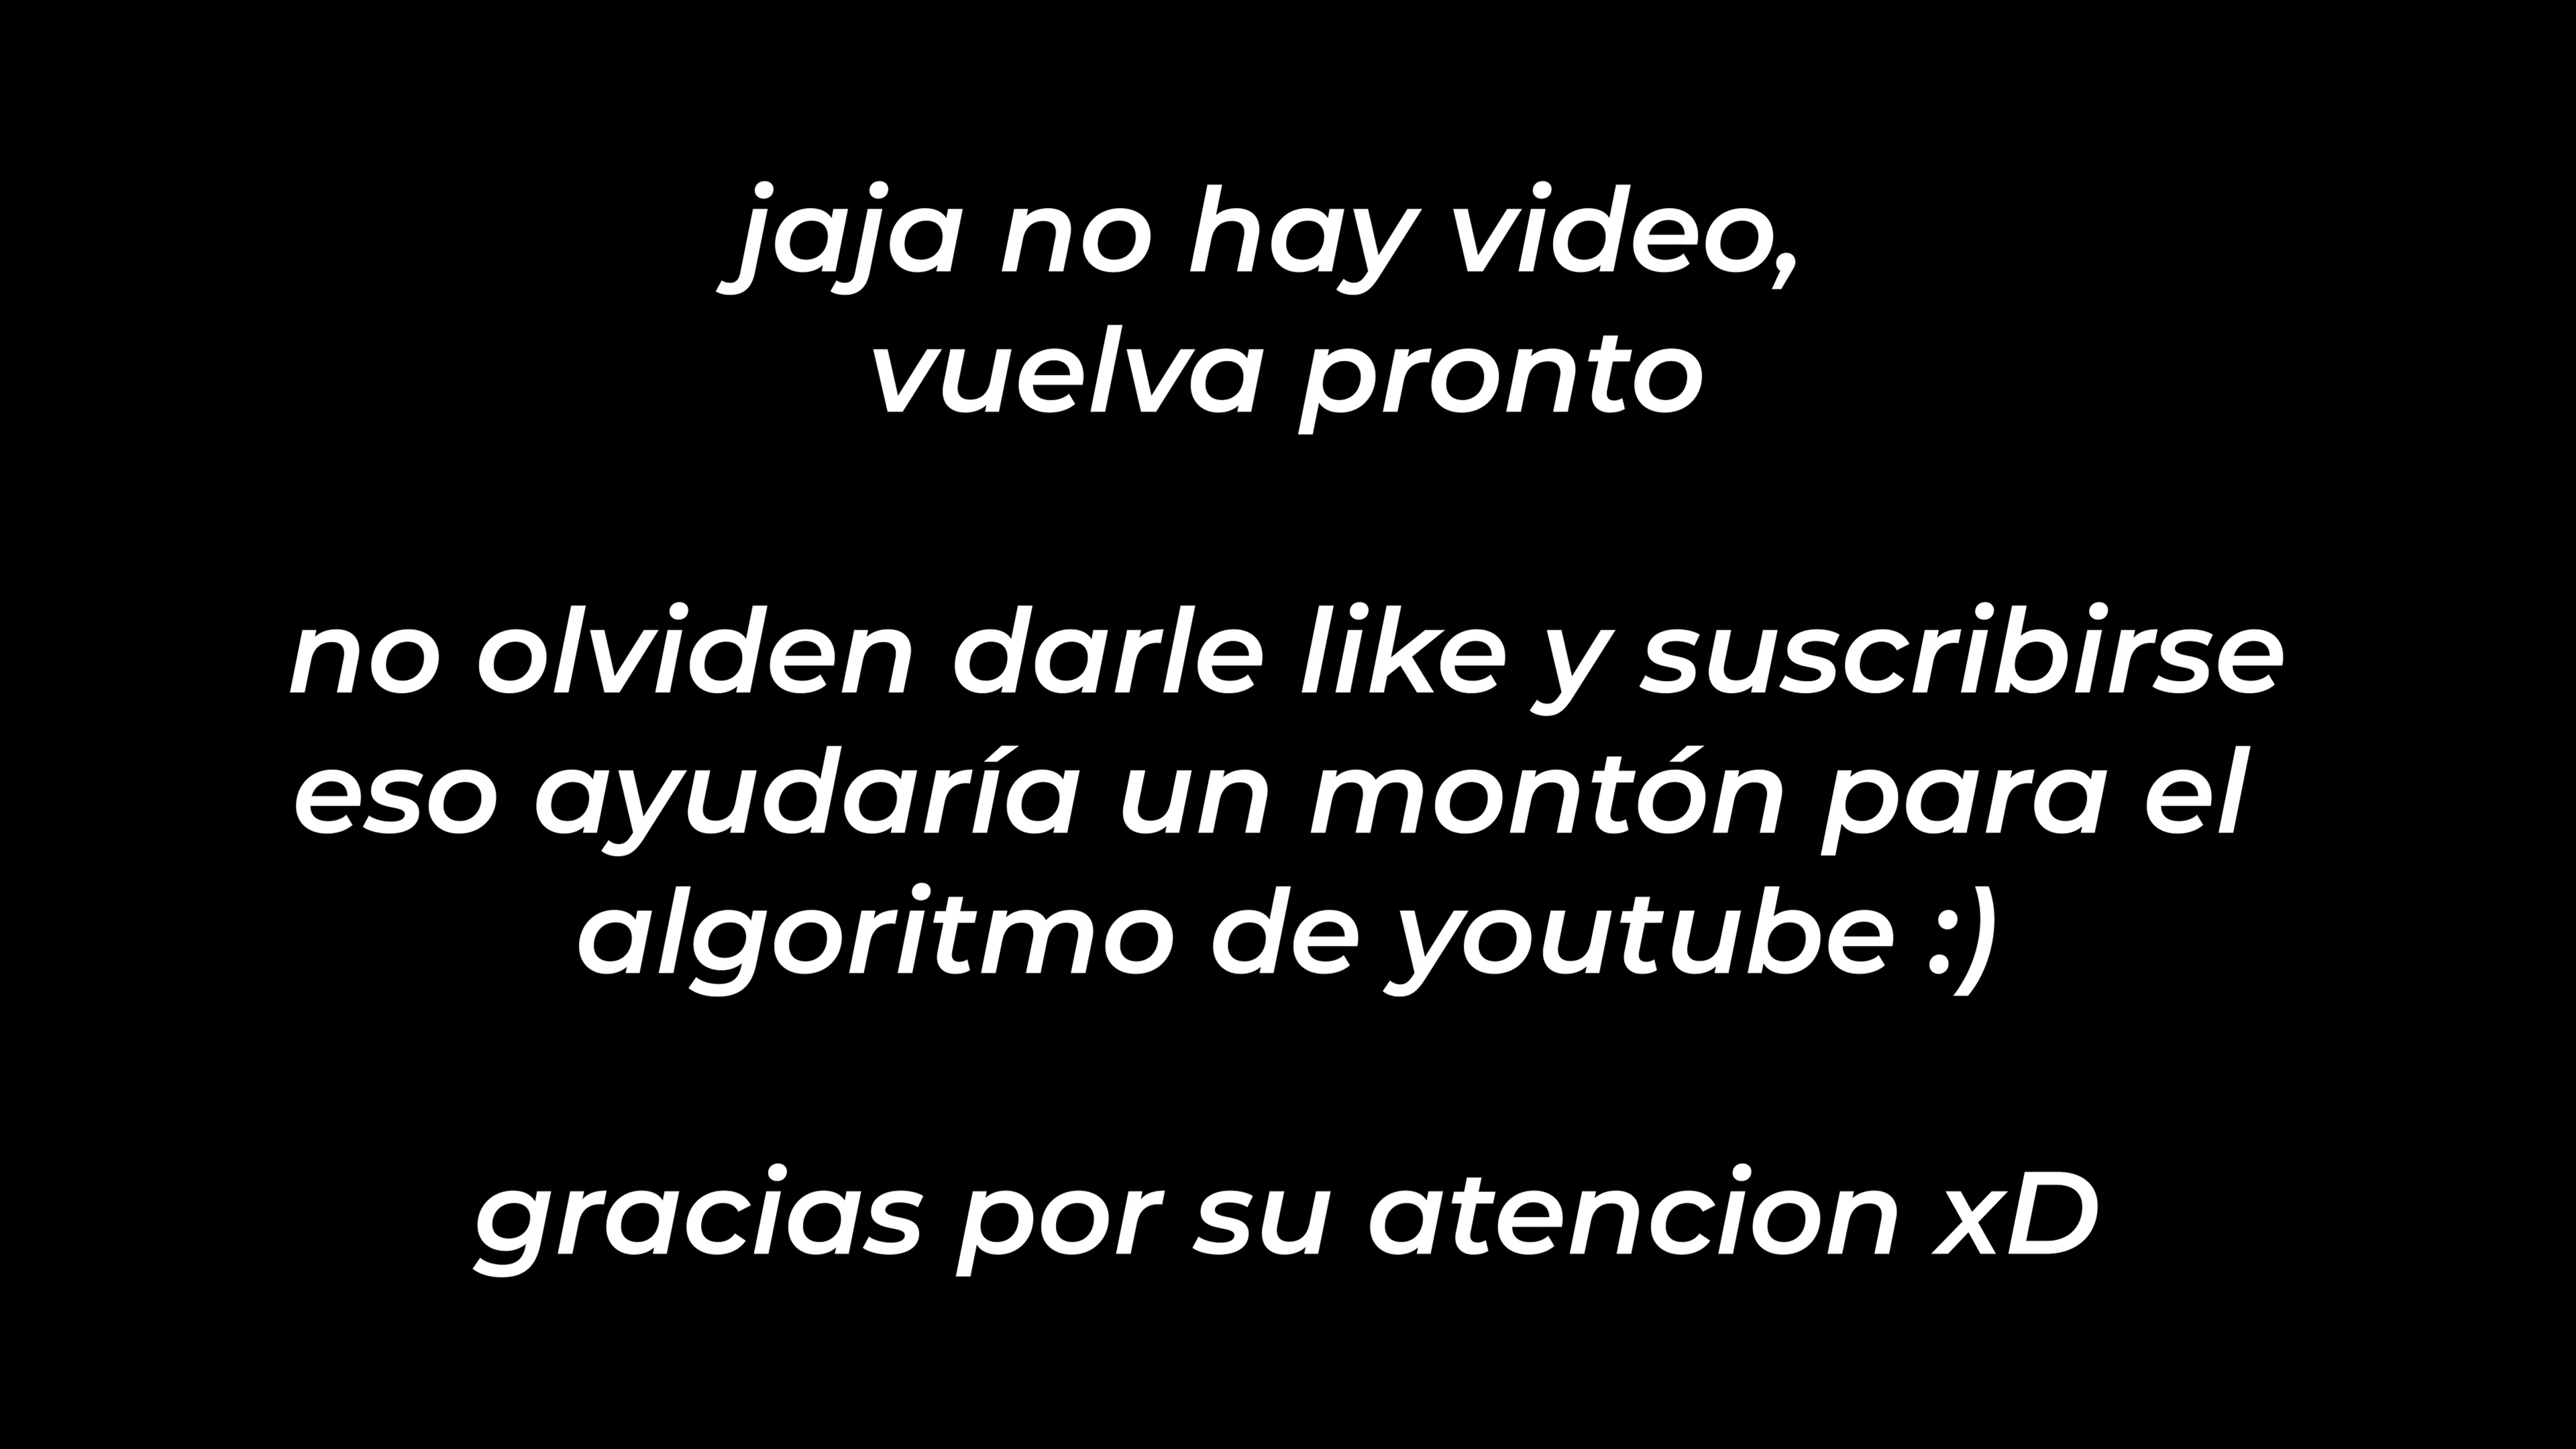 jaja no hay video,
vuelva pronto
no olviden darle like y suscribirse
eso ayudaría un montón para el
algoritmo de youtube :)
gracias por su atencion xD